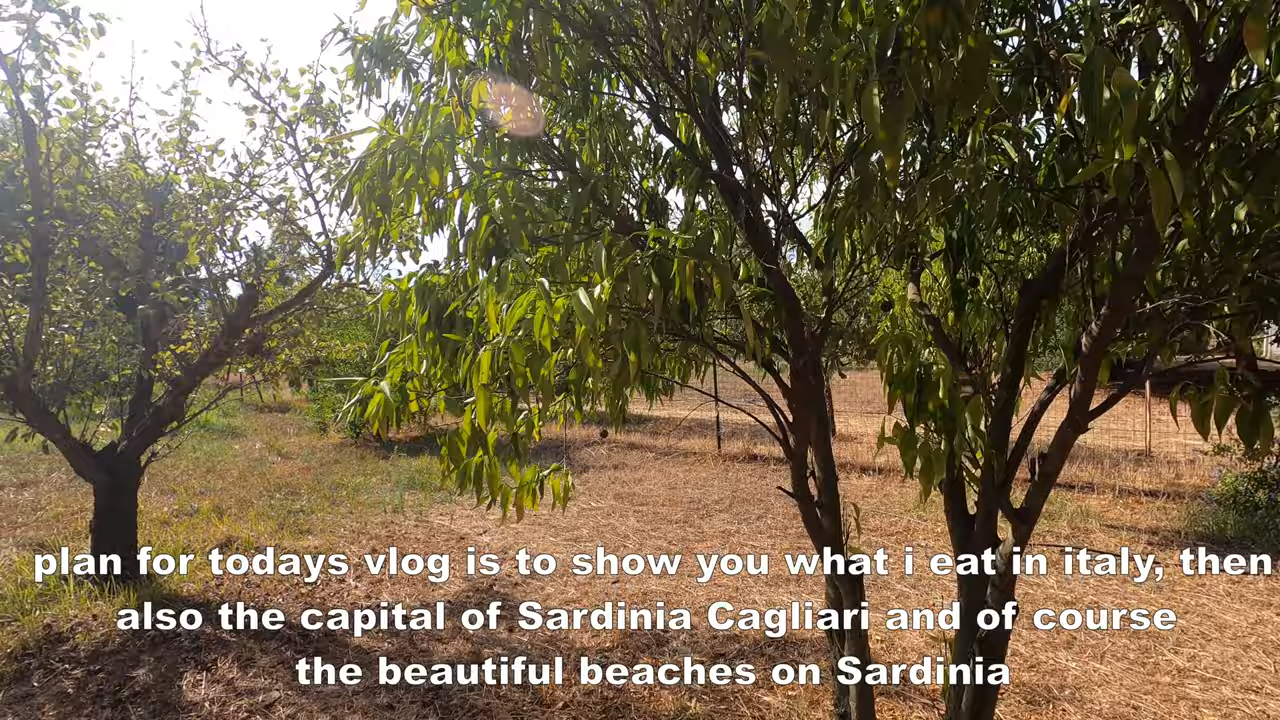 plan for todays vlog is to show you what i eat in italy, then
also the capital of Sardinia Cagliari and of course
the beautiful beaches on Sardinia